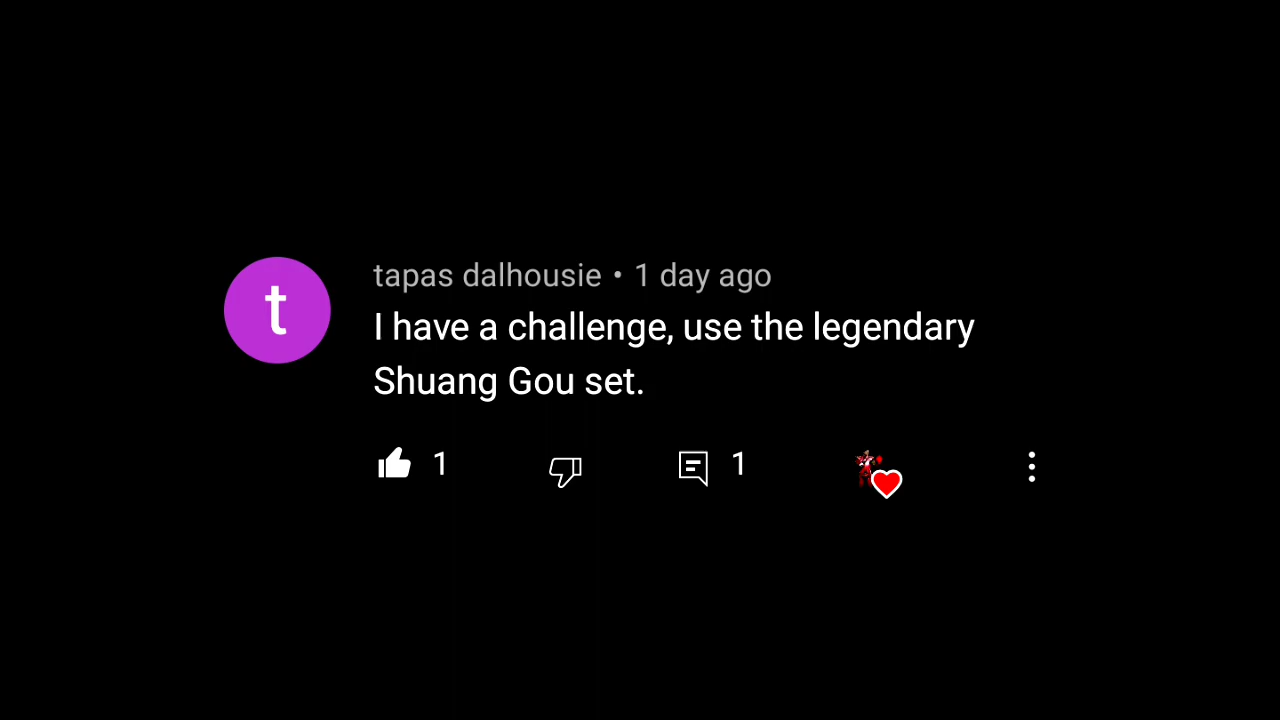 t
tapas dalhousie • 1 day ago
I have a challenge, use the legendary
Shuang Gou set.
1
1